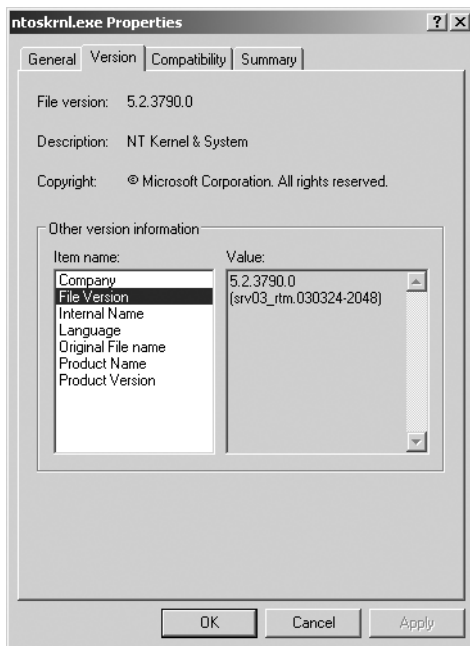 ntoskrnl.exe Properties
General Version Compatibility Summary
File version: 5.2.3790.0
Description: NT Kernel & System
Copyright: © Microsoft Corporation. All rights reserved.
Other version information
Item name: Value:
Company 5.2.3790.0
File Version (srv03_rtm.030324-2048)
Internal Name
Language
Original File name
Product Name
Product Version
OK Cancel Apply